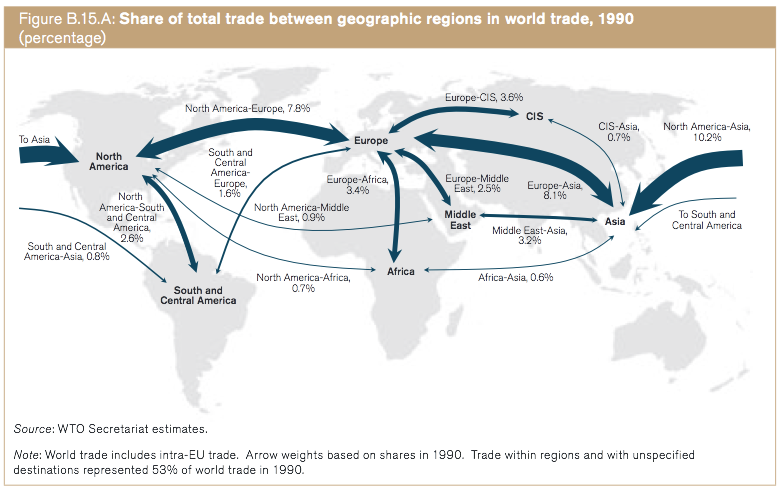 Figure B.15.A: Share of total trade between geographic regions in world trade, 1990
(percentage)
North America-Europe, 7.8%
Europe-CIS, 3.6%
CIS
CIS-Asia,
0.7%
North America-Asia,
10.2%
To Asia
North
America
Europe
South and
Central
America-
Europe,
1.6%
Europe-Africa,
3.4%
Europe-Middle
East, 2.5%
Europe-Asia,
8.1%
North
America-South
and Central
America,
2.6%
North America-Middle
East, 0.9%
Middle
East
Middle East-Asia,
3.2%
Asia
To South and
Central America
South and Central
America-Asia, 0.8%
South and
Central America
North America-Africa,
0.7%
Africa
Africa-Asia, 0.6%
Source: WTO Secretariat estimates.
Note: World trade includes intra-EU trade. Arrow weights based on shares in 1990. Trade within regions and with unspecified
destinations represented 53% of world trade in 1990.